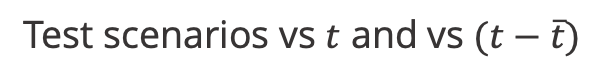 Test scenarios vs t and vs (t − t̄)